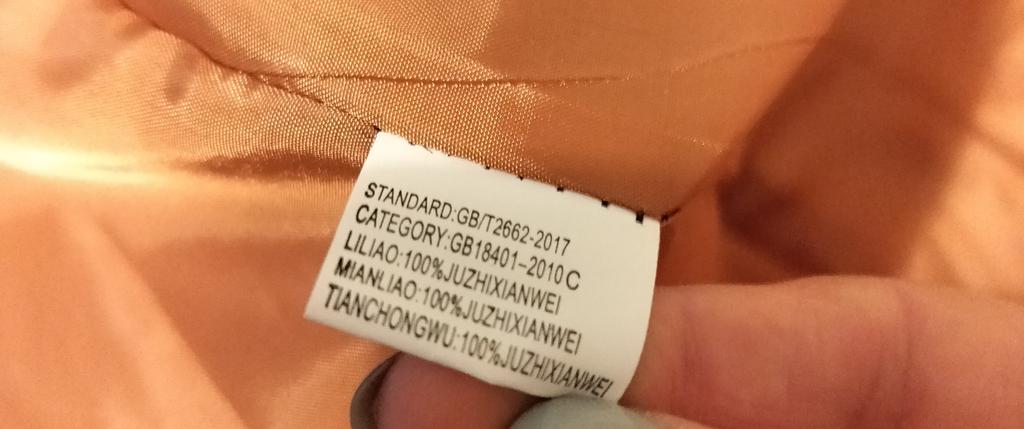 STANDARD:GB/T2662-2017
CATEGORY:GB18401-2010 C
LILIAO:100%JUZHIXIANWEI
MIANLIAO:100%JUZHIXIANWEI
TIANCHONGWU:100%JUZHIXIANWEI